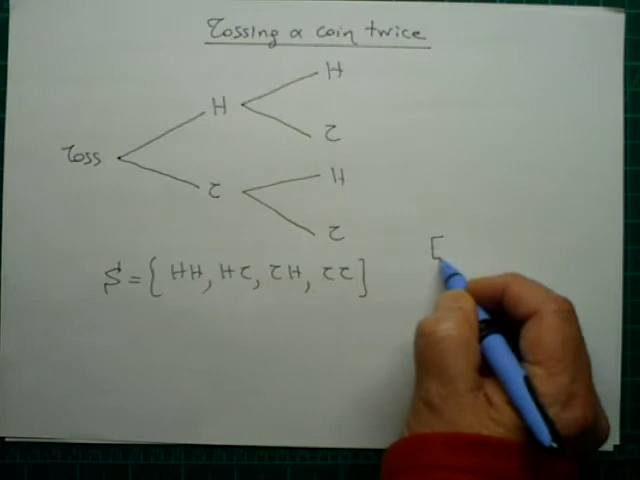 Tossing a coin twice
H
H
T
Toss
H
T
T
S = { HH, HT, TH, TT }
[